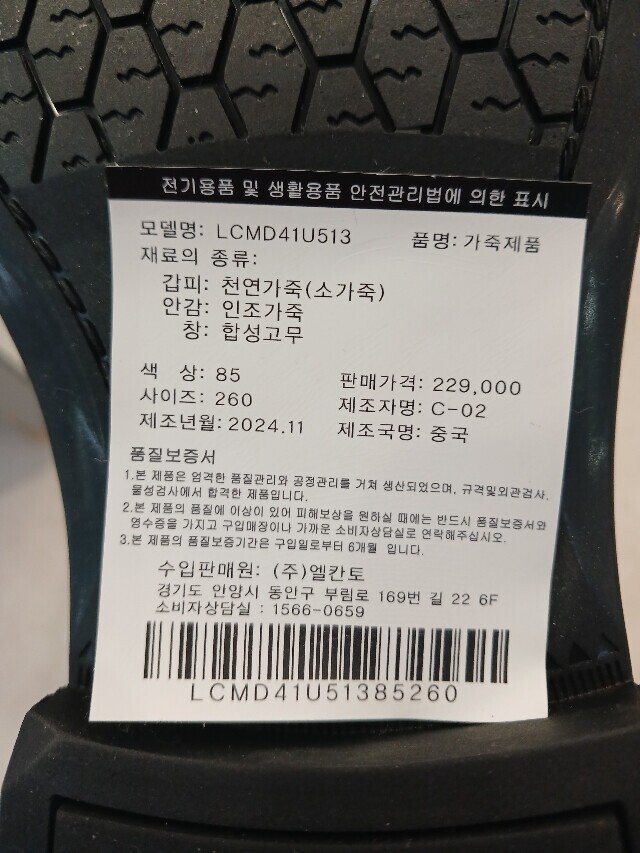 전기용품 및 생활용품 안전관리법에 의한 표시
모델명: LCMD41U513 품명: 가죽제품
재료의 종류:
갑피: 천연가죽(소가죽)
안감: 인조가죽
창: 합성고무
색 상: 85 판매가격: 229,000
사이즈: 260 제조자명: C-02
제조년월: 2024.11 제조국명: 중국
품질보증서
1.본 제품은 엄격한 품질관리와 공정관리를 거쳐 생산되었으며, 규격및외관검사,
물성검사에서 합격한 제품입니다.
2.본 제품의 품질에 이상이 있어 피해보상을 원하실 때에는 반드시 품질보증서와
영수증을 가지고 구입매장이나 가까운 소비자상담실로 연락해주십시오.
3.본 제품의 품질보증기간은 구입일로부터 6개월 입니다.
수입판매원: (주)엘칸토
경기도 안양시 동안구 부림로 169번 길 22 6F
소비자상담실 : 1566-0659
LCMD41U51385260